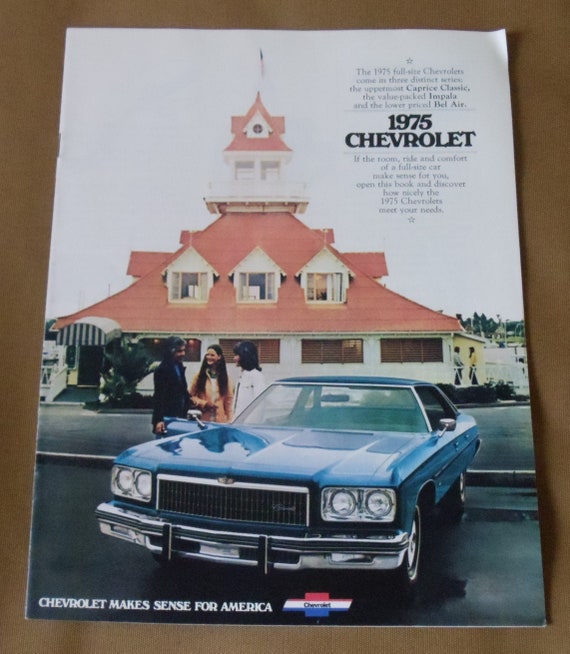 The 1975 full-size Chevrolets
come in three distinct series:
the uppermost Caprice Classic,
the value-packed Impala
and the lower priced Bel Air.
1975
CHEVROLET
If the room, ride and comfort
of a full-size car
make sense for you,
open this book and discover
how nicely the
1975 Chevrolets
meet your needs.
CHEVROLET MAKES SENSE FOR AMERICA
Chevrolet